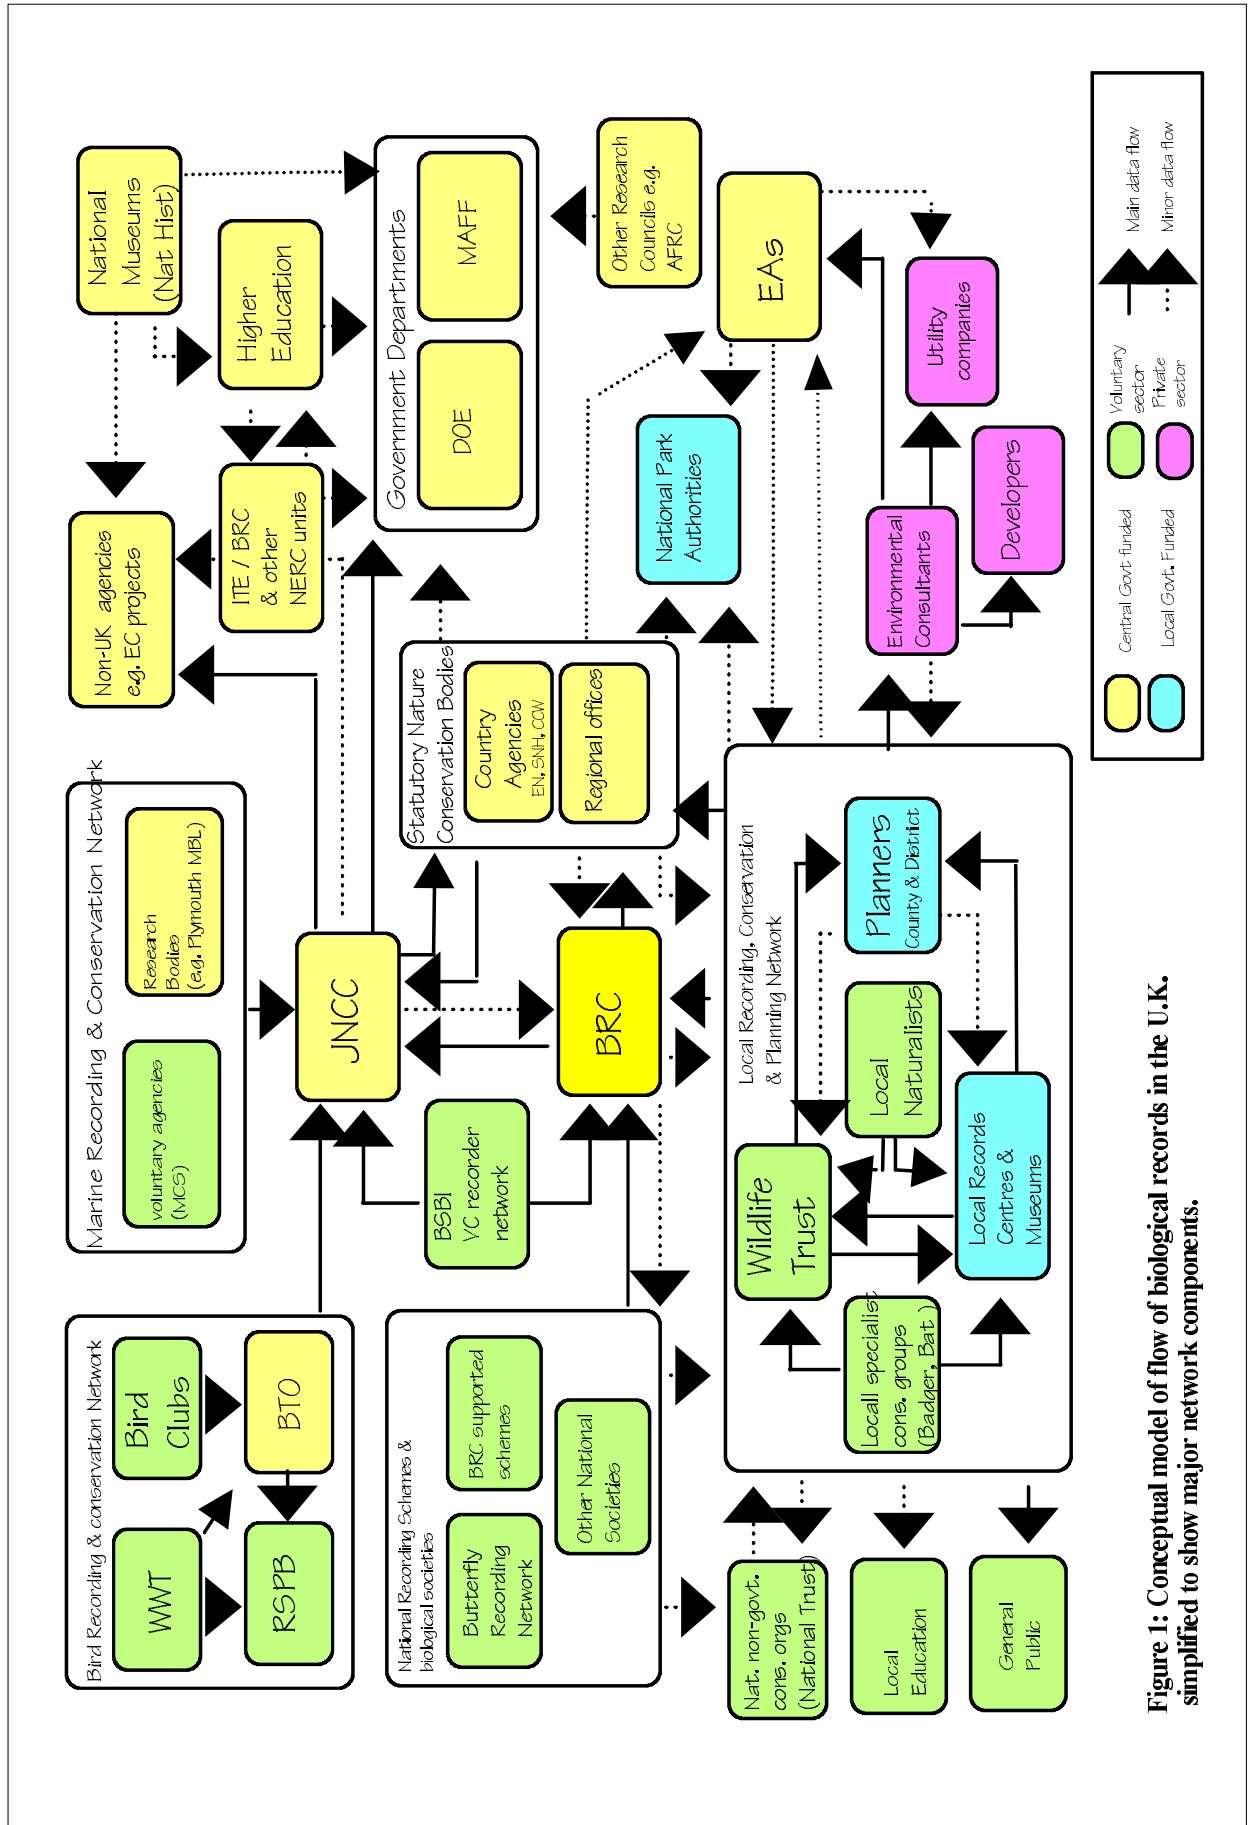 Bird Recording & conservation Network
WWT
Bird
Clubs
RSPB
BTO
Marine Recording & Conservation Network
voluntary agencies
(MCS)
Research
Bodies
(e.g. Plymouth MBL)
Non-UK agencies
e.g. EC projects
National
Museums
(Nat Hist)
ITE / BRC
& other
NERC units
Higher
Education
JNCC
BSBI
VC recorder
network
BRC
National Recording Schemes &
biological societies
Butterfly
Recording
Network
BRC supported
schemes
Other National
Societies
Statutory Nature
Conservation Bodies
Country
Agencies
EN, SNH, CCW
Regional offices
Government Departments
DOE
MAFF
Other Research
Councils e.g.
AFRC
National Park
Authorities
EAs
Nat. non-govt.
cons. orgs
(National Trust)
Local
Education
General
Public
Local Recording, Conservation
& Planning Network
Wildlife
Trust
Locall specialist
cons. groups
(Badger, Bat )
Local
Naturalists
Local Records
Centres &
Museums
Planners
County & District
Environmental
Consultants
Utility
companies
Developers
Central Govt funded
Local Govt. Funded
Voluntary
sector
Private
sector
Main data flow
Minor data flow
Figure 1: Conceptual model of flow of biological records in the U.K.
simplified to show major network components.